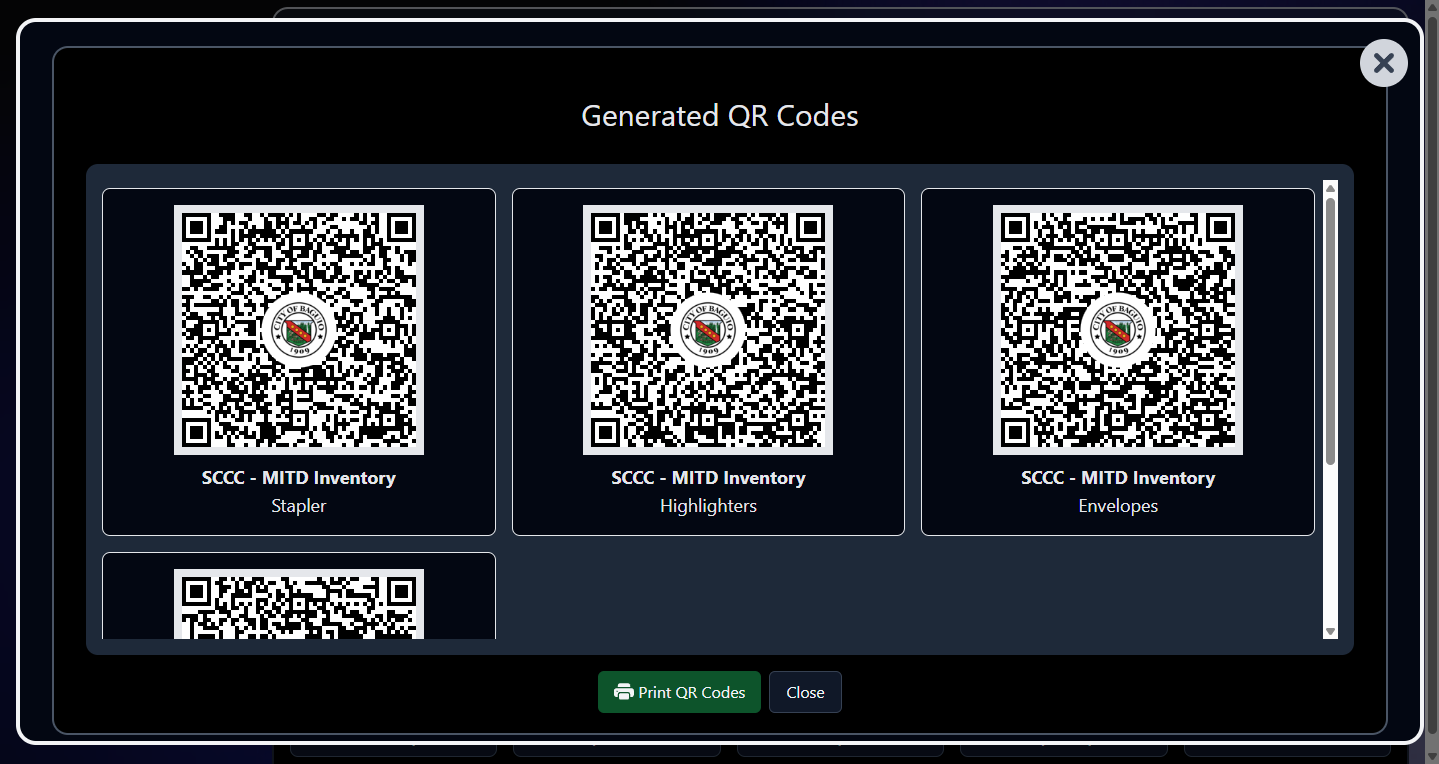 Generated QR Codes
CITY OF BAGUIO
1909
SCCC - MITD Inventory
Stapler
CITY OF BAGUIO
1909
SCCC - MITD Inventory
Highlighters
CITY OF BAGUIO
1909
SCCC - MITD Inventory
Envelopes
Print QR Codes
Close